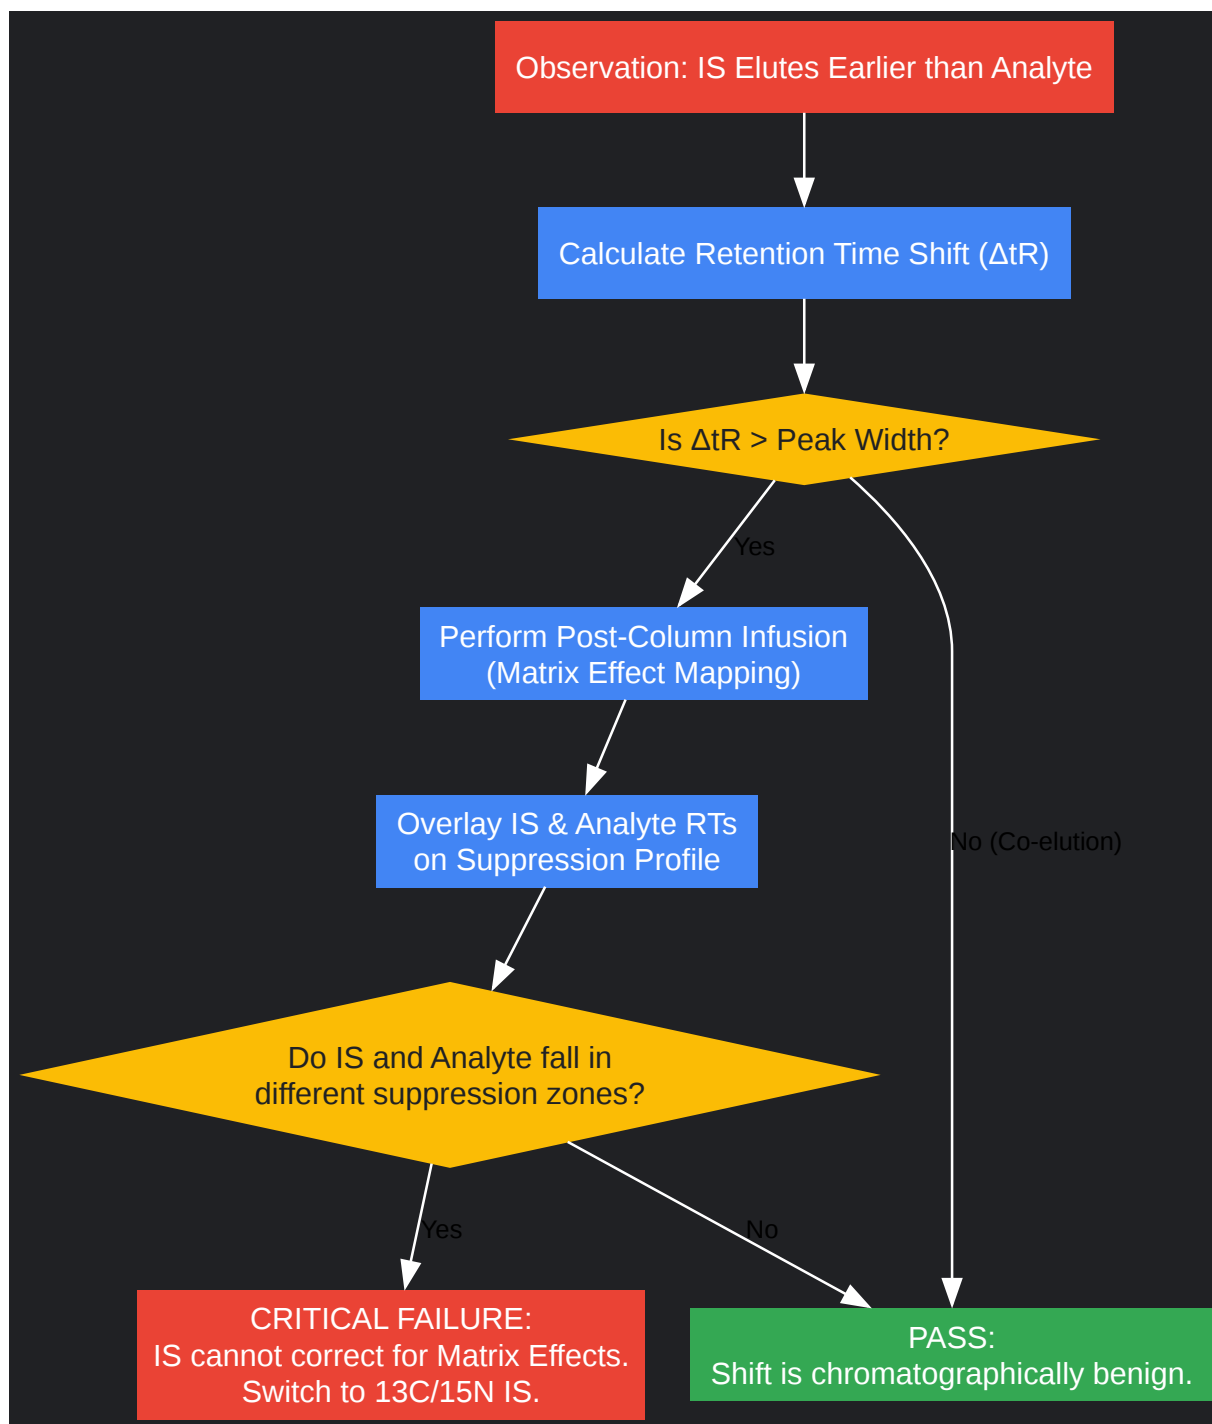 Observation: IS Elutes Earlier than Analyte
Calculate Retention Time Shift (ΔtR)
Is ΔtR > Peak Width?
Yes
Perform Post-Column Infusion
(Matrix Effect Mapping)
Overlay IS & Analyte RTs
on Suppression Profile
No (Co-elution)
Do IS and Analyte fall in
different suppression zones?
Yes
No
CRITICAL FAILURE:
IS cannot correct for Matrix Effects.
Switch to 13C/15N IS.
PASS:
Shift is chromatographically benign.